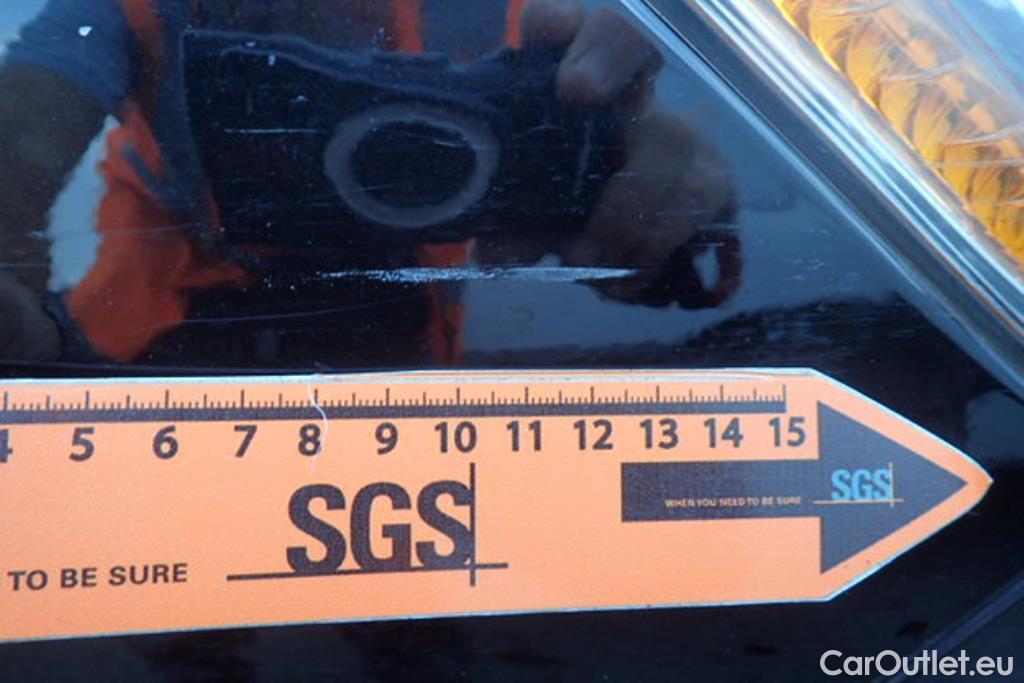 4 5 6 7 8 9 10 11 12 13 14 15
WHEN YOU NEED TO BE SURE
SGS
SGS
TO BE SURE
CarOutlet.eu